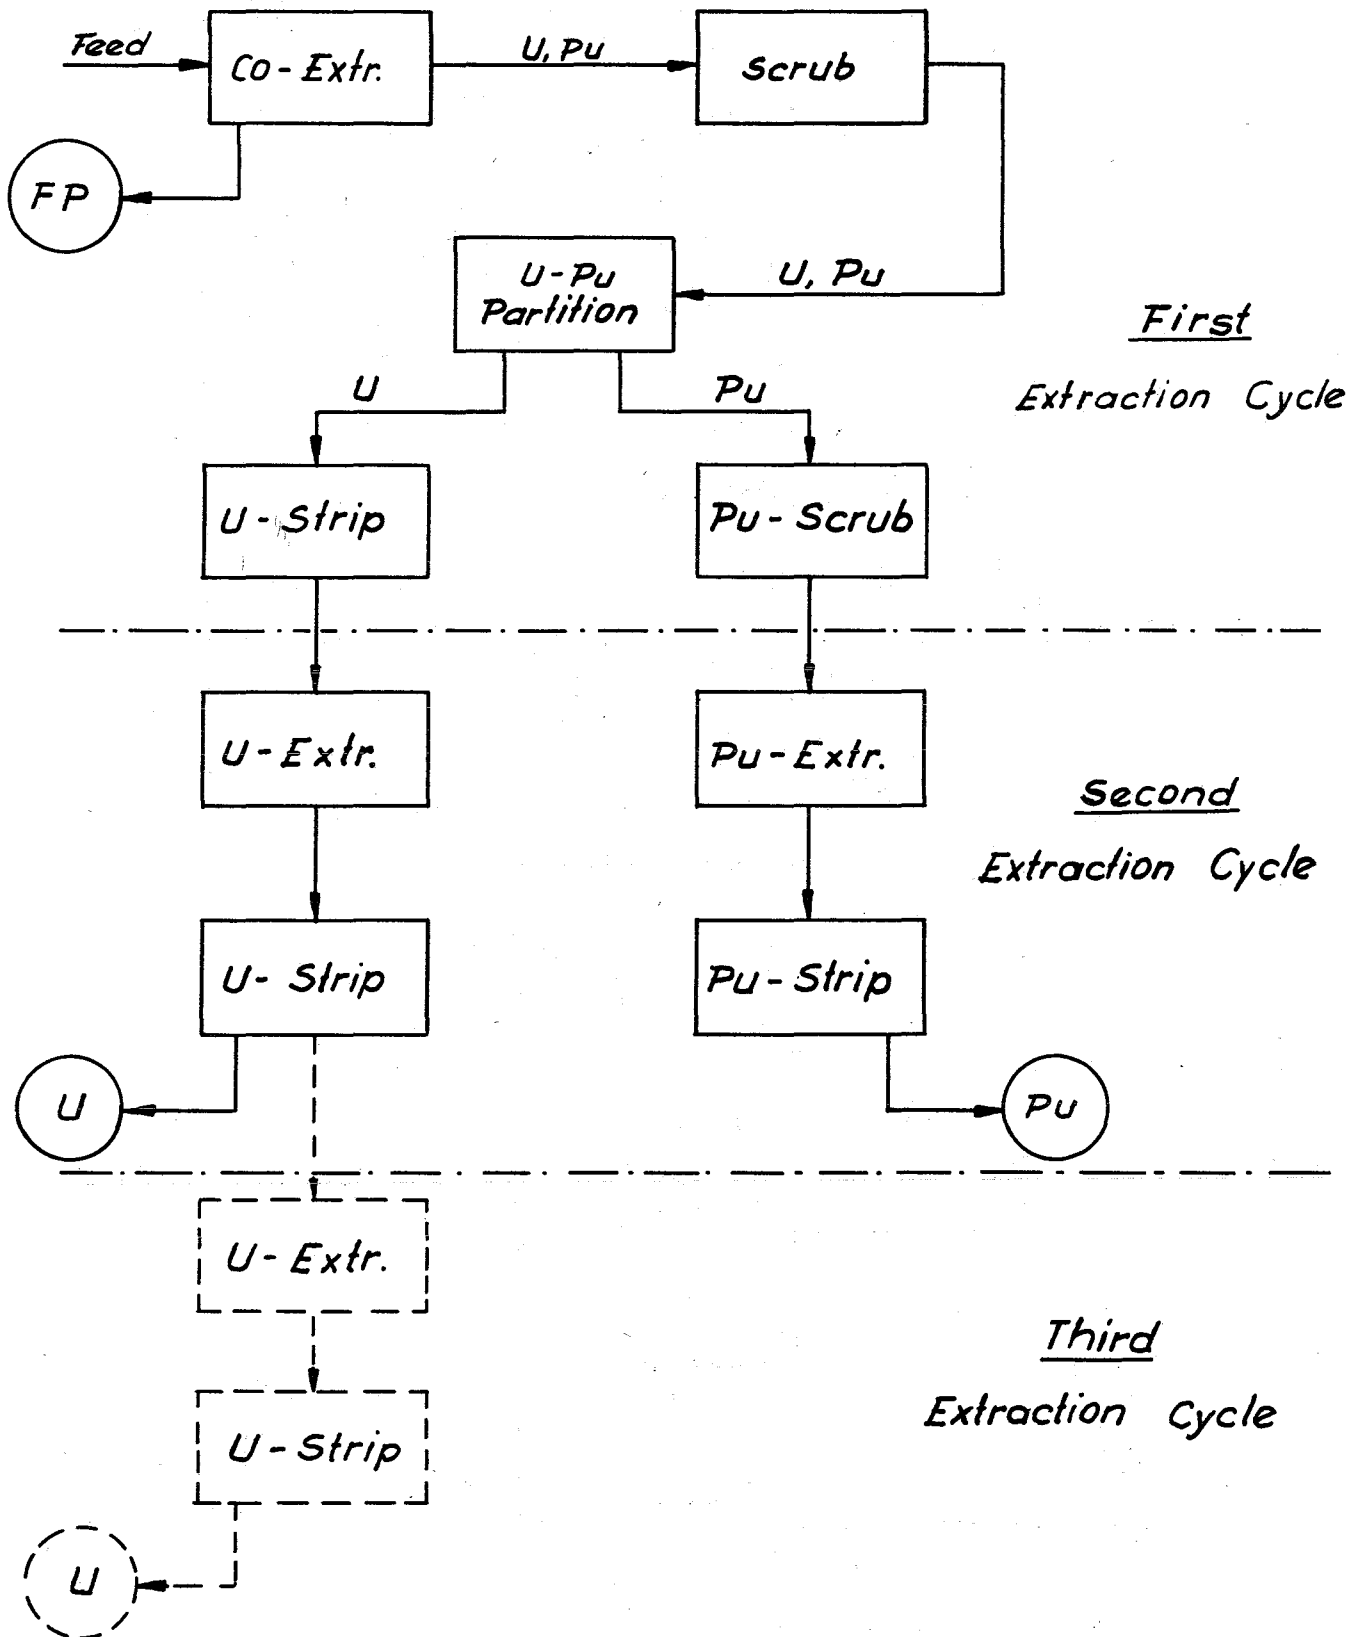 Feed
Co-Extr.
U, Pu
Scrub
FP
U-Pu
Partition
U, Pu
First
Extraction Cycle
U
Pu
U-Strip
Pu-Scrub
U-Extr.
Pu-Extr.
Second
Extraction Cycle
U-Strip
Pu-Strip
U
Pu
U-Extr.
Third
Extraction Cycle
U-Strip
U